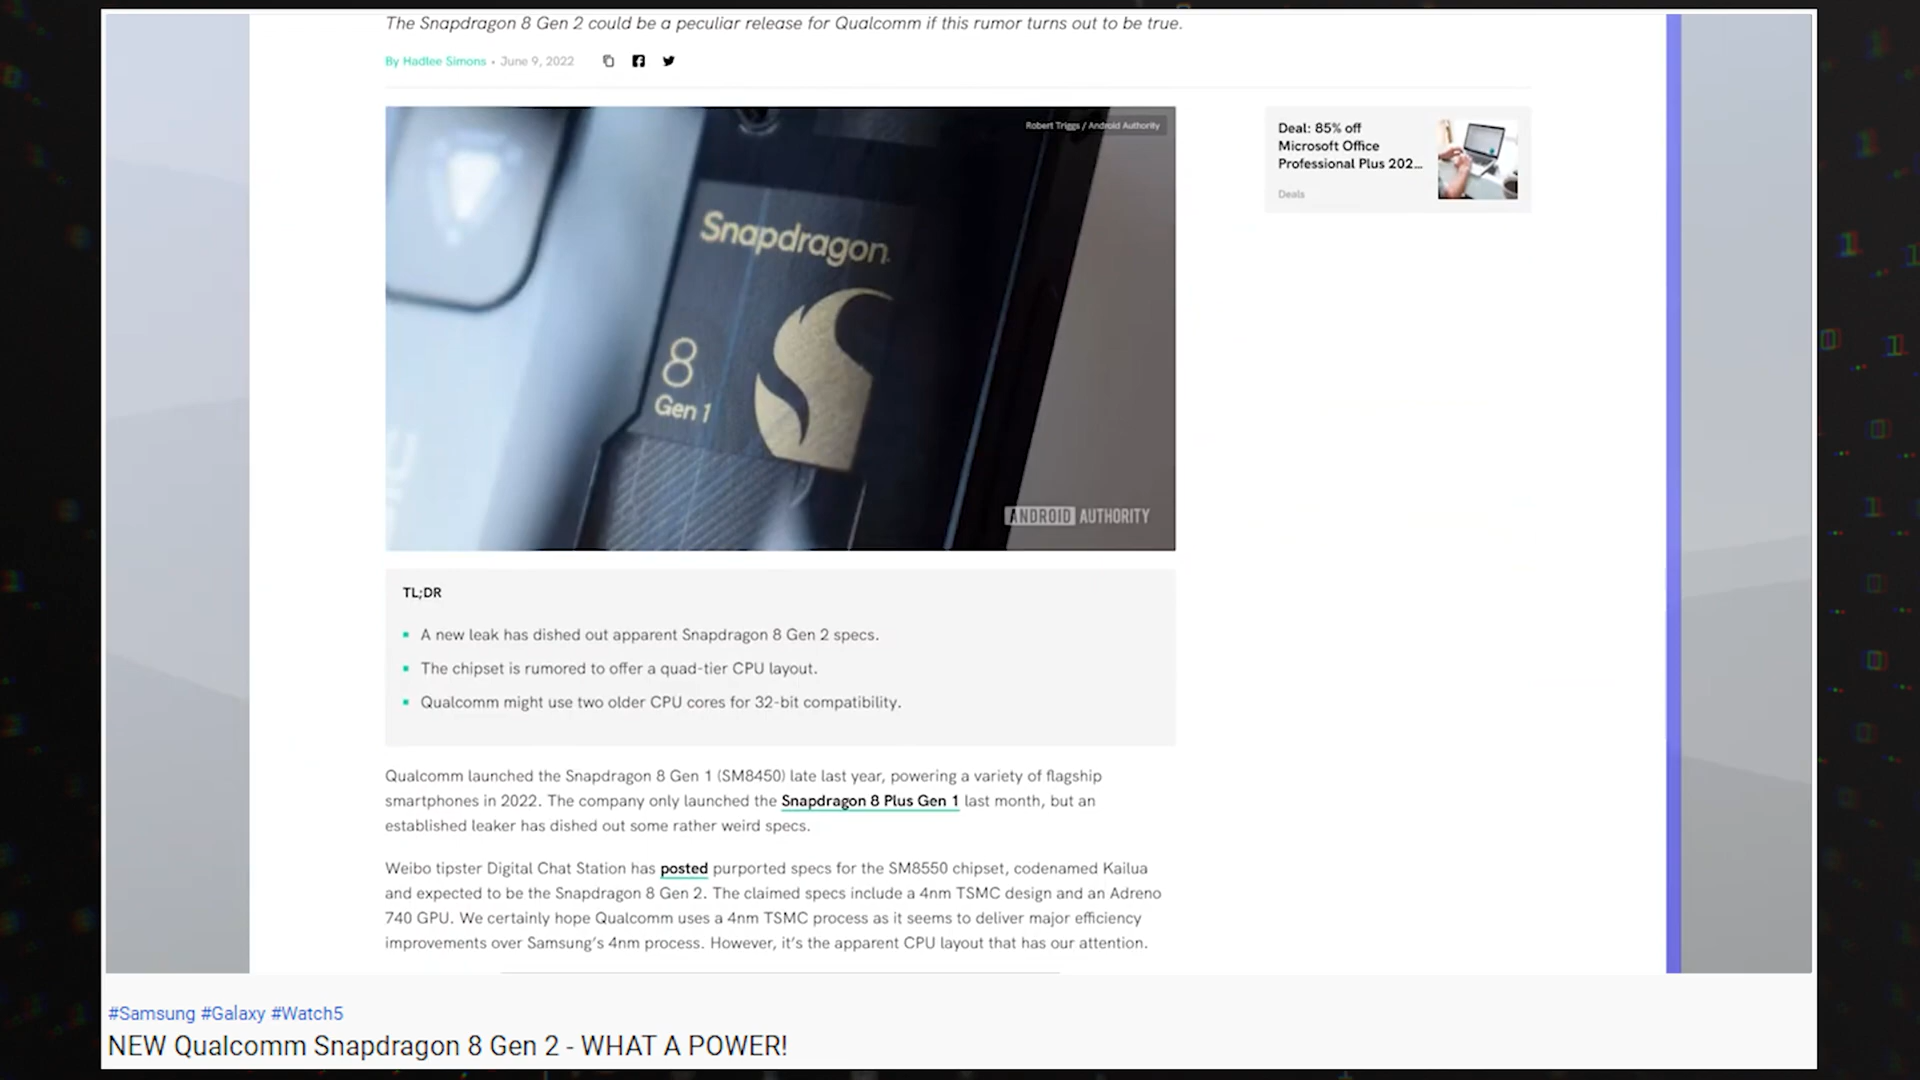 The Snapdragon 8 Gen 2 could be a peculiar release for Qualcomm if this rumor turns out to be true.
By Hadlee Simons • June 9, 2022
Robert Triggs / Android Authority
Snapdragon
8
Gen 1
ANDROID AUTHORITY
Deal: 85% off
Microsoft Office
Professional Plus 202...
Deals
TL;DR
A new leak has dished out apparent Snapdragon 8 Gen 2 specs.
The chipset is rumored to offer a quad-tier CPU layout.
Qualcomm might use two older CPU cores for 32-bit compatibility.
Qualcomm launched the Snapdragon 8 Gen 1 (SM8450) late last year, powering a variety of flagship
smartphones in 2022. The company only launched the Snapdragon 8 Plus Gen 1 last month, but an
established leaker has dished out some rather weird specs.
Weibo tipster Digital Chat Station has posted purported specs for the SM8550 chipset, codenamed Kailua
and expected to be the Snapdragon 8 Gen 2. The claimed specs include a 4nm TSMC design and an Adreno
740 GPU. We certainly hope Qualcomm uses a 4nm TSMC process as it seems to deliver major efficiency
improvements over Samsung's 4nm process. However, it's the apparent CPU layout that has our attention.
#Samsung #Galaxy #Watch5
NEW Qualcomm Snapdragon 8 Gen 2 - WHAT A POWER!